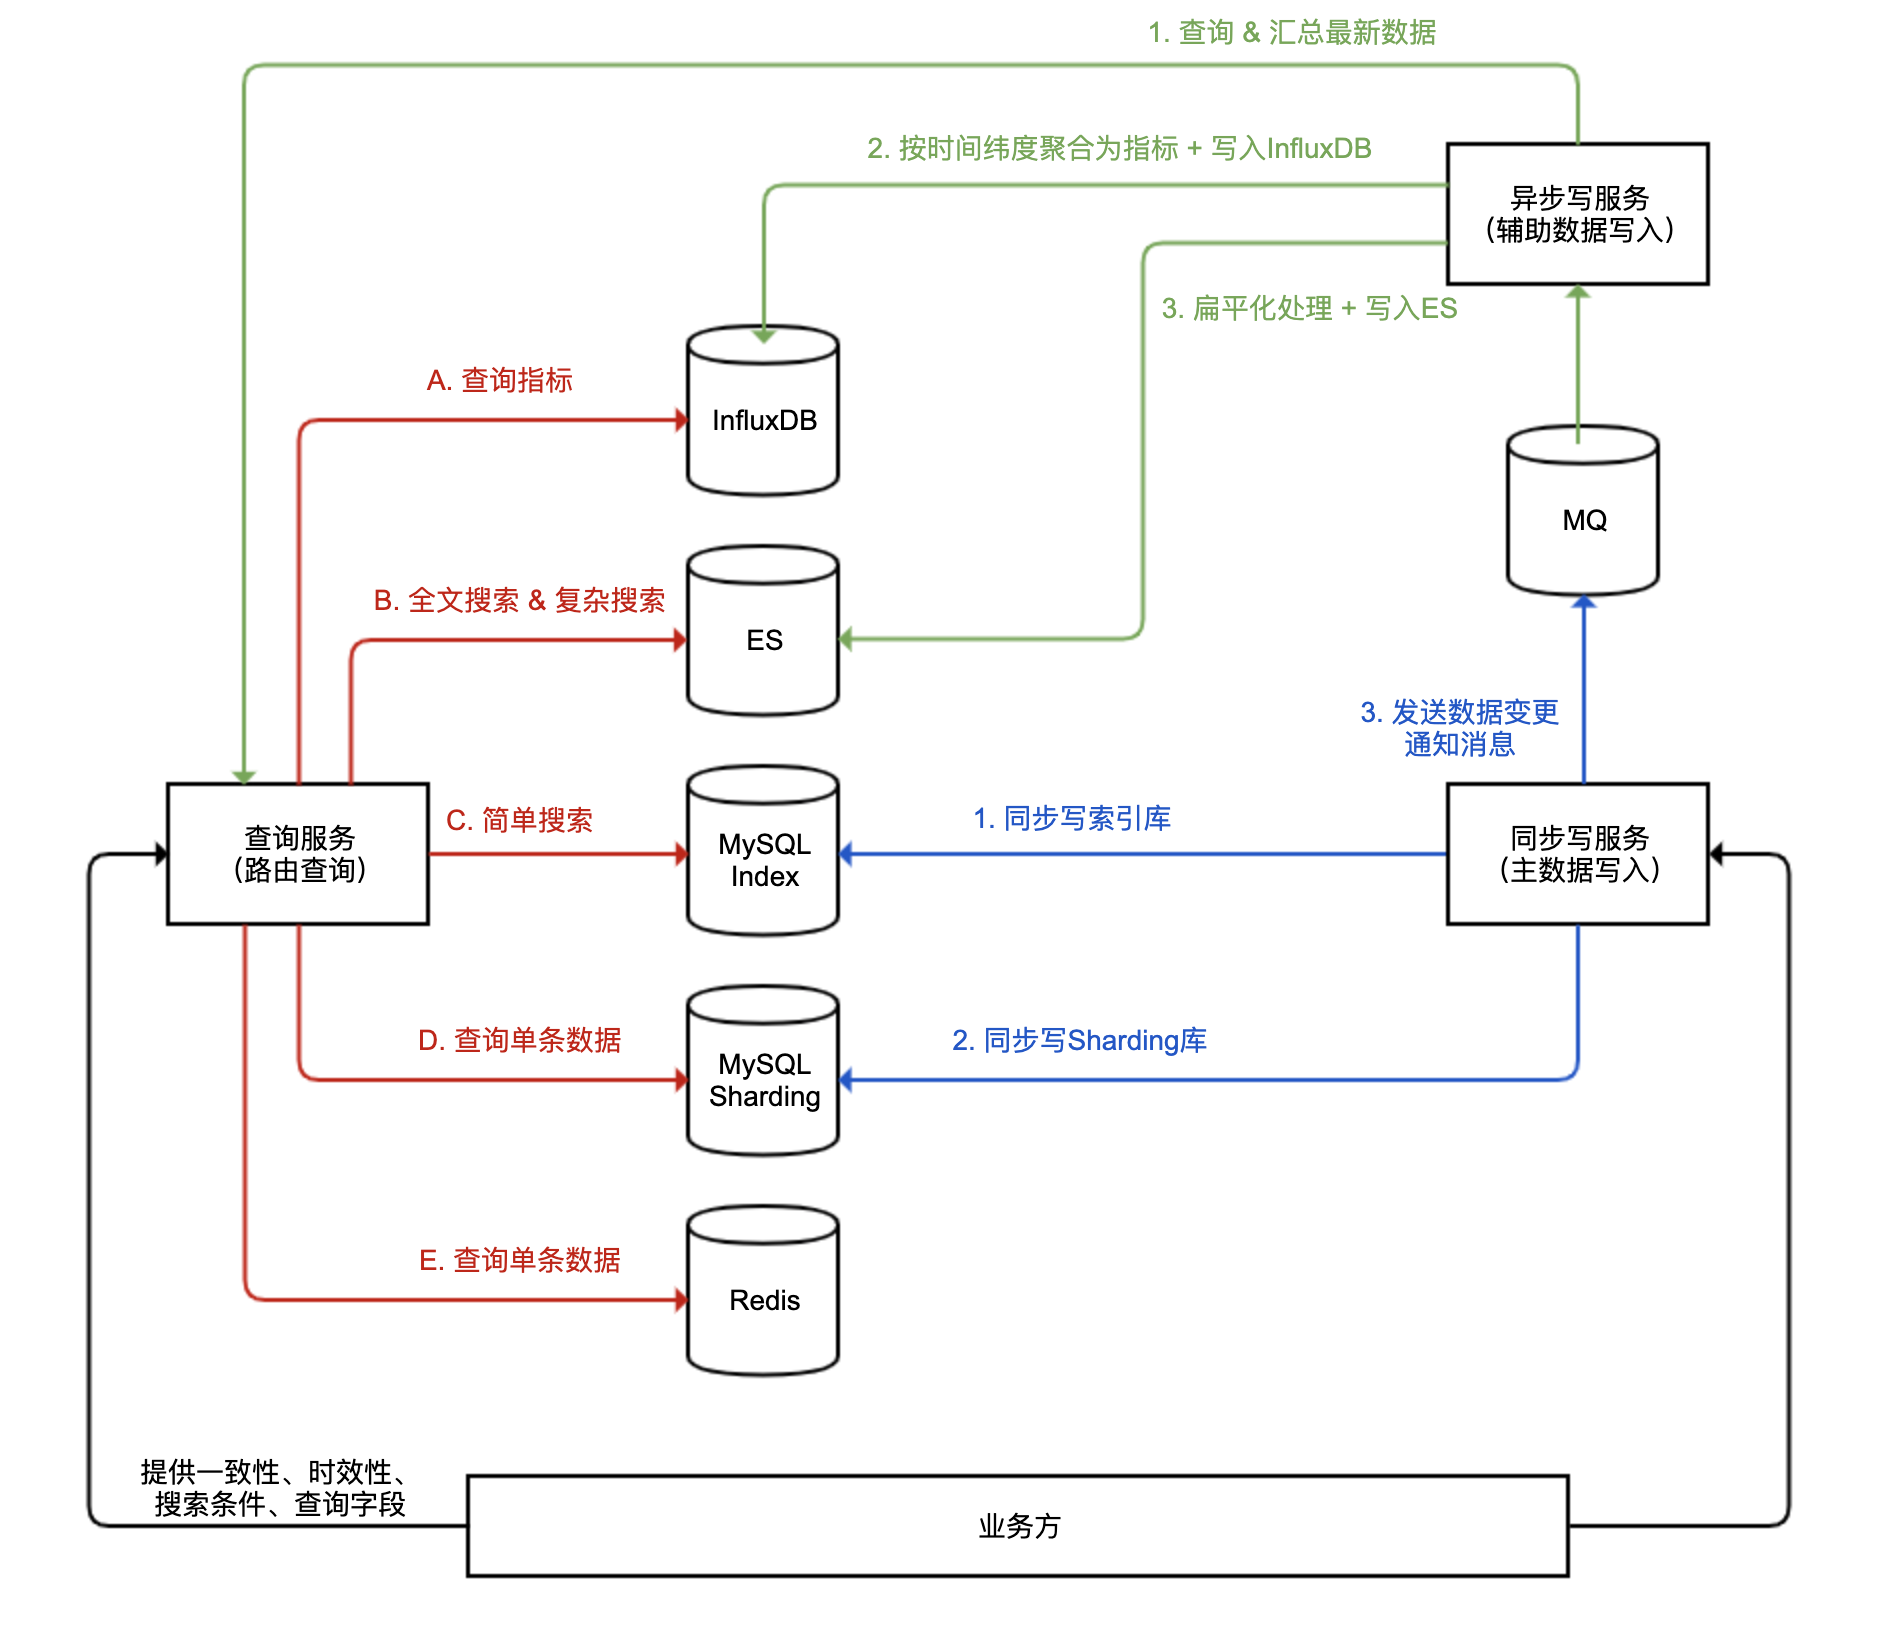 1. 查询 & 汇总最新数据
2. 按时间纬度聚合为指标 + 写入InfluxDB
异步写服务
（辅助数据写入）
3. 扁平化处理 + 写入ES
A. 查询指标
InfluxDB
MQ
B. 全文搜索 & 复杂搜索
ES
3. 发送数据变更
通知消息
查询服务
（路由查询）
C. 简单搜索
MySQL
Index
1. 同步写索引库
同步写服务
（主数据写入）
D. 查询单条数据
MySQL
Sharding
2. 同步写Sharding库
E. 查询单条数据
Redis
提供一致性、时效性、
搜索条件、查询字段
业务方